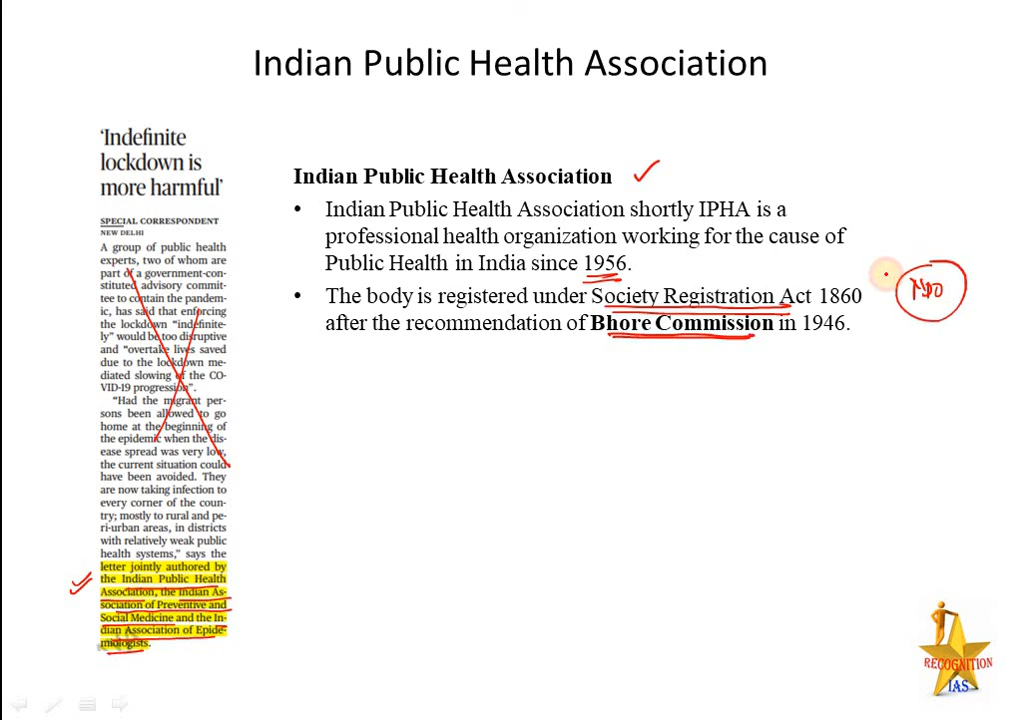 Indian Public Health Association
'Indefinite
lockdown is
more harmful'
SPECIAL CORRESPONDENT
NEW DELHI
A group of public health
experts, two of whom are
part of a government-con-
stituted advisory commit-
tee to contain the pandem-
ic, has said that enforcing
the lockdown “indefinite-
ly” would be too disruptive
and “overtake lives saved
due to the lockdown me-
diated slowing of the CO-
VID-19 progression”.
“Had the migrant per-
sons been allowed to go
home at the beginning of
the epidemic when the dis-
ease spread was very low,
the current situation could
have been avoided. They
are now taking infection to
every corner of the coun-
try; mostly to rural and pe-
ri-urban areas, in districts
with relatively weak public
health systems,” says the
letter jointly authored by
the Indian Public Health
Association, the Indian As-
sociation of Preventive and
Social Medicine and the In-
dian Association of Epide-
miologists.
Indian Public Health Association
• Indian Public Health Association shortly IPHA is a
professional health organization working for the cause of
Public Health in India since 1956.
• The body is registered under Society Registration Act 1860
after the recommendation of Bhore Commission in 1946.
RECOGNITION
IAS